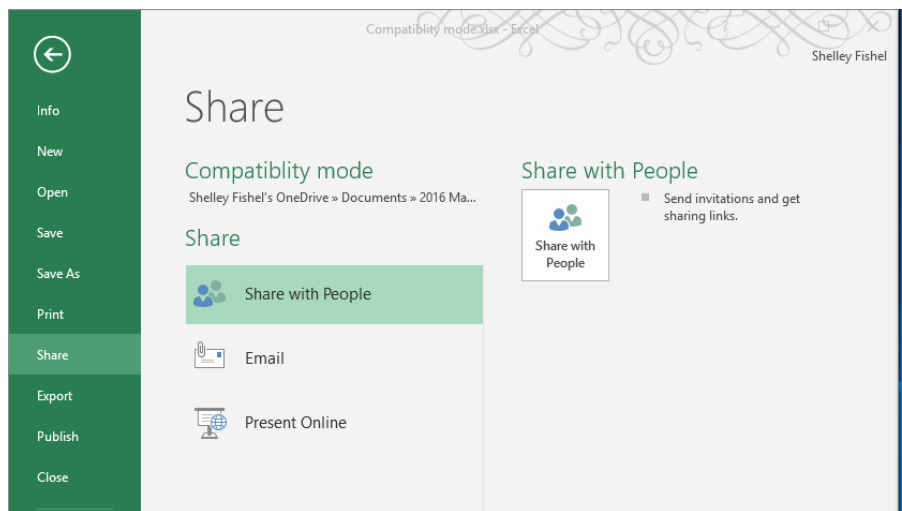 Compatiblity mode.xlsx - Excel
Shelley Fishel
Info
New
Open
Save
Save As
Print
Share
Export
Publish
Close
Share
Compatiblity mode
Shelley Fishel's OneDrive » Documents » 2016 Ma...
Share
Share with People
Email
Present Online
Share with People
Share with
People
Send invitations and get
sharing links.